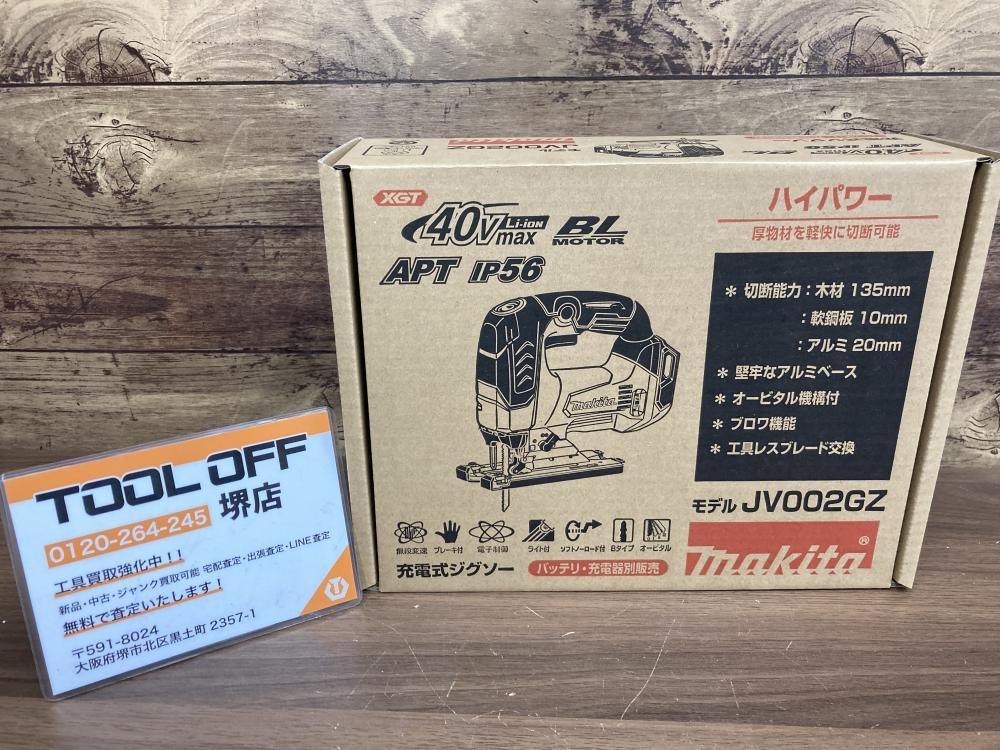 モデル JV002GZ
40Vmax
APT IP56
XGT
40Vmax Li-ion
BL MOTOR
APT IP56
ハイパワー
厚物材を軽快に切断可能
* 切断能力:木材 135mm
:軟鋼板 10mm
:アルミ 20mm
* 堅牢なアルミベース
* オービタル機構付
* ブロワ機能
* 工具レスブレード交換
makita
モデル JV002GZ
makita®
無段変速 ブレーキ付 電子制御 ライト付 ソフトノーロード付 Bタイプ オービタル
充電式ジグソー
バッテリ・充電器別販売
TOOL OFF
堺店
0120-264-245
工具買取強化中!!
新品・中古・ジャンク買取可能 宅配査定・出張査定・LINE査定
無料で査定いたします!
〒591-8024
大阪府堺市北区黒土町 2357-1